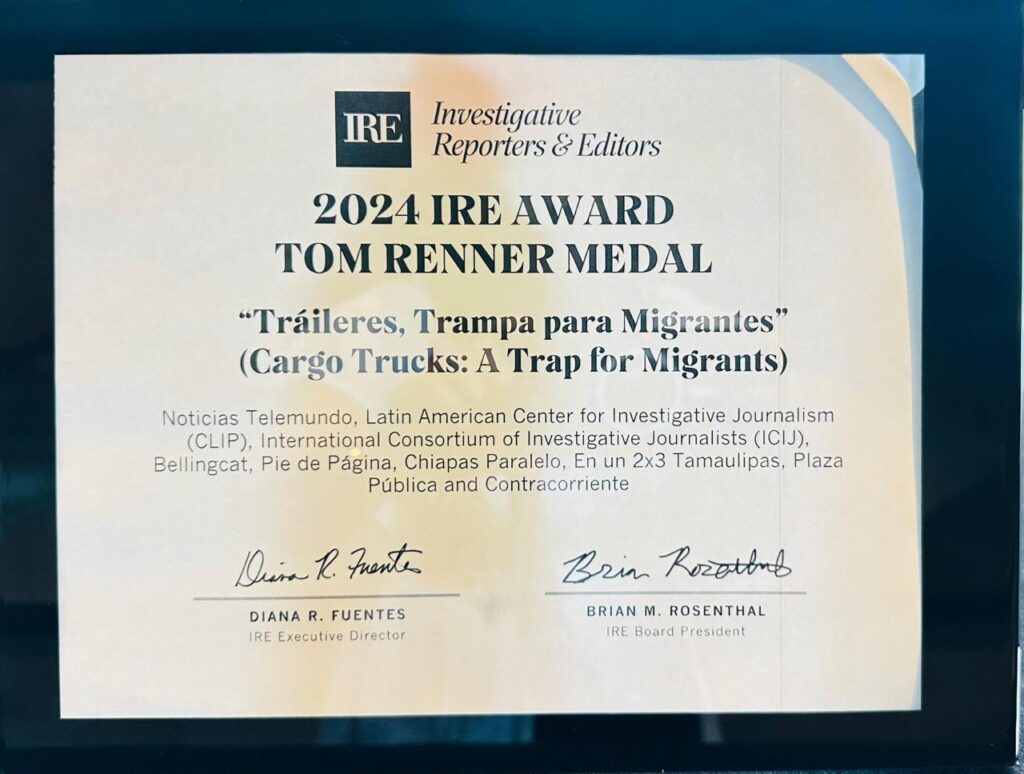 IRE
Investigative
Reporters & Editors
2024 IRE AWARD
TOM RENNER MEDAL
“Tráileres, Trampa para Migrantes”
(Cargo Trucks: A Trap for Migrants)
Noticias Telemundo, Latin American Center for Investigative Journalism
(CLIP), International Consortium of Investigative Journalists (ICIJ),
Bellingcat, Pie de Página, Chiapas Paralelo, En un 2x3 Tamaulipas, Plaza
Pública and Contracorriente
Diana R. Fuentes
DIANA R. FUENTES
IRE Executive Director
Brian Rosenthal
BRIAN M. ROSENTHAL
IRE Board President